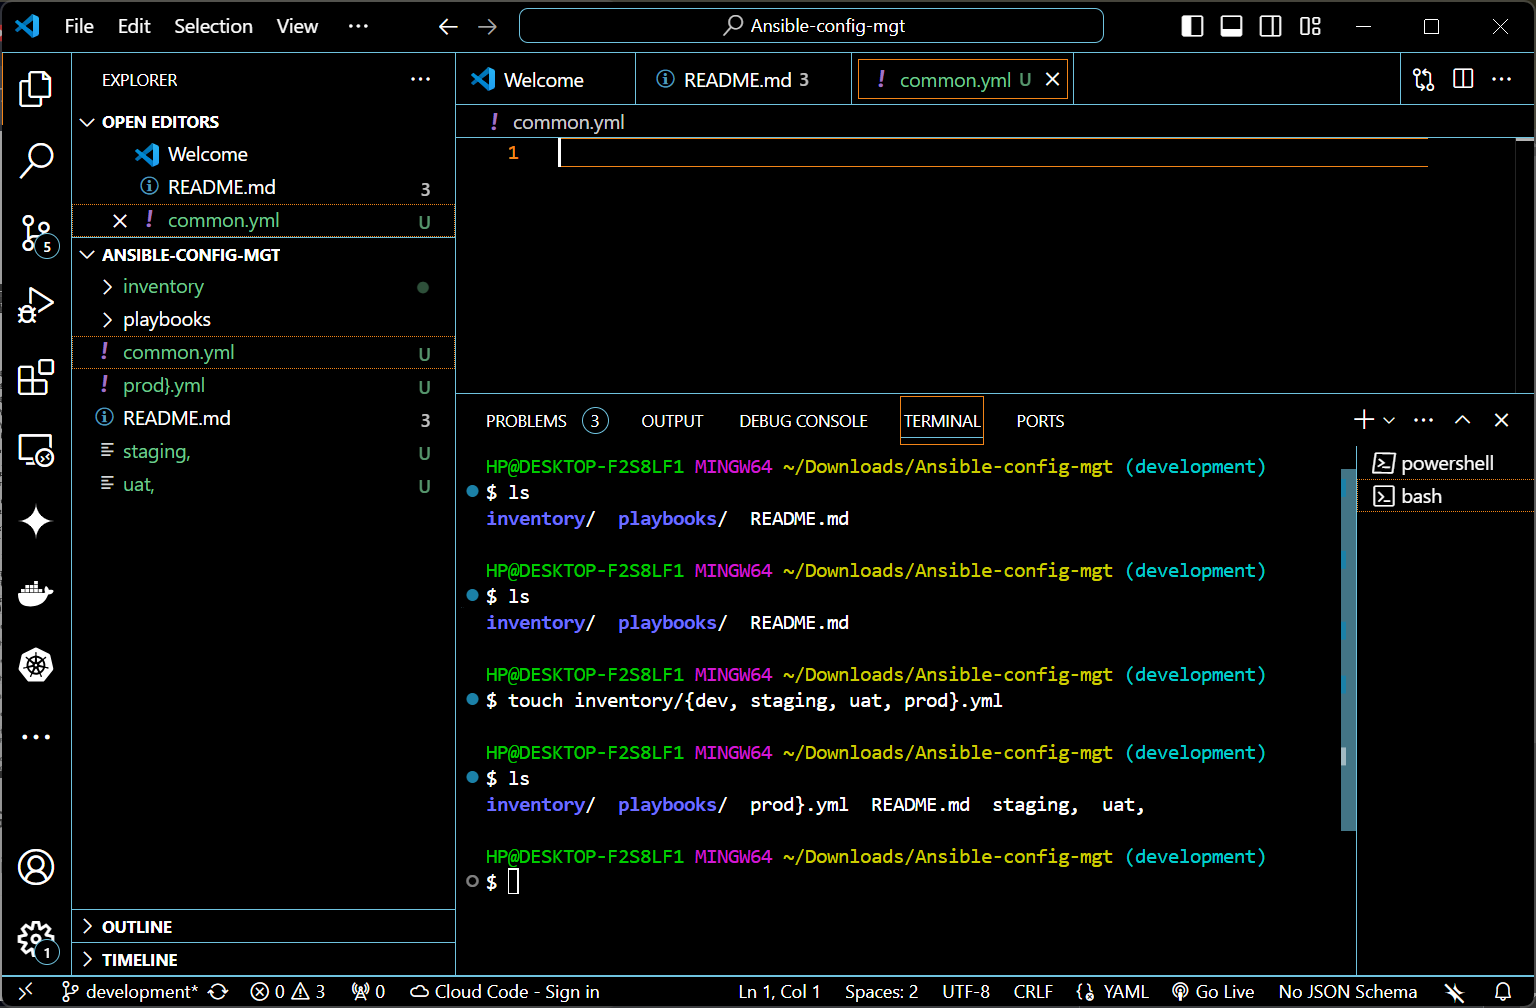 File Edit Selection View ··· Ansible-config-mgt
EXPLORER ···
OPEN EDITORS
Welcome
README.md 3
common.yml U
ANSIBLE-CONFIG-MGT
inventory
playbooks
common.yml U
prod}.yml U
README.md 3
staging, U
uat, U
OUTLINE
TIMELINE
5
1
Welcome README.md 3 ! common.yml U
! common.yml
1
PROBLEMS 3 OUTPUT DEBUG CONSOLE TERMINAL PORTS
HP@DESKTOP-F2S8LF1 MINGW64 ~/Downloads/Ansible-config-mgt (development)
$ ls
inventory/ playbooks/ README.md
HP@DESKTOP-F2S8LF1 MINGW64 ~/Downloads/Ansible-config-mgt (development)
$ ls
inventory/ playbooks/ README.md
HP@DESKTOP-F2S8LF1 MINGW64 ~/Downloads/Ansible-config-mgt (development)
$ touch inventory/{dev, staging, uat, prod}.yml
HP@DESKTOP-F2S8LF1 MINGW64 ~/Downloads/Ansible-config-mgt (development)
$ ls
inventory/ playbooks/ prod}.yml README.md staging, uat,
HP@DESKTOP-F2S8LF1 MINGW64 ~/Downloads/Ansible-config-mgt (development)
$
powershell
bash
development* 0 3 0 Cloud Code - Sign in Ln 1, Col 1 Spaces: 2 UTF-8 CRLF YAML Go Live No JSON Schema